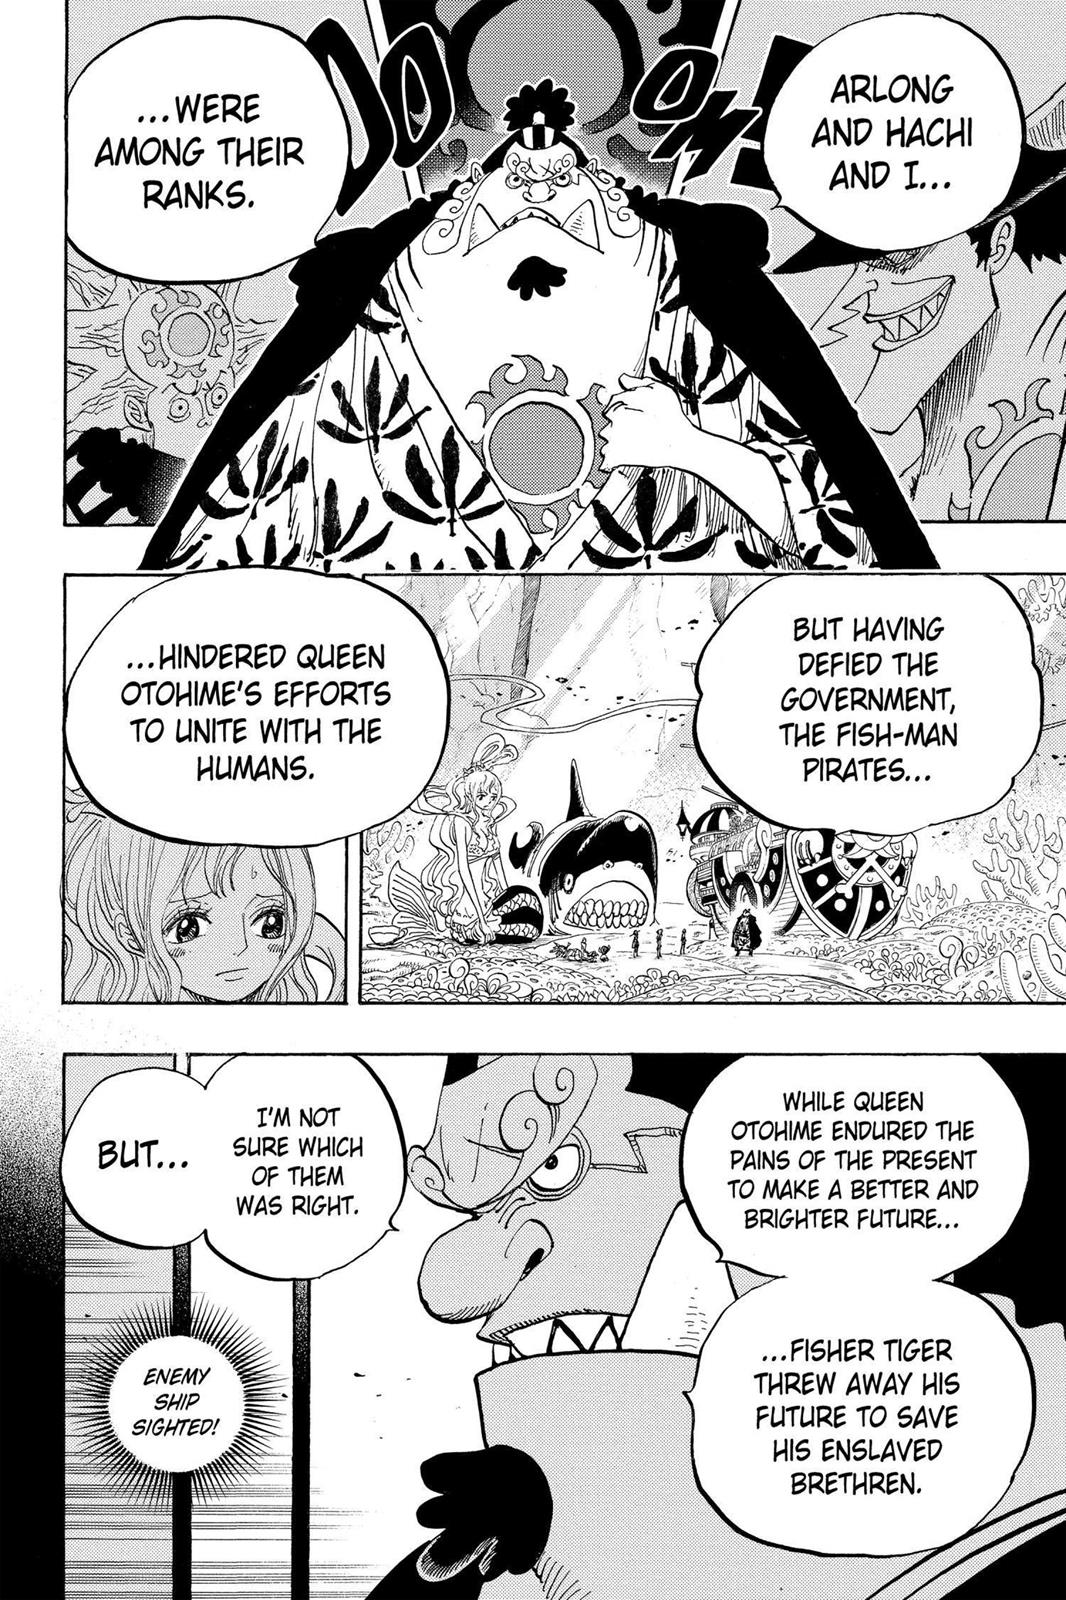 ARLONG
AND HACHI
AND I...
DOOOM
...WERE
AMONG THEIR
RANKS.
BUT HAVING
DEFIED THE
GOVERNMENT,
THE FISH-MAN
PIRATES...
...HINDERED QUEEN
OTOHIME'S EFFORTS
TO UNITE WITH THE
HUMANS.
WHILE QUEEN
OTOHIME ENDURED THE
PAINS OF THE PRESENT
TO MAKE A BETTER AND
BRIGHTER FUTURE...
...FISHER TIGER
THREW AWAY HIS
FUTURE TO SAVE
HIS ENSLAVED
BRETHREN.
I'M NOT
SURE WHICH
OF THEM
WAS RIGHT.
BUT...
ENEMY
SHIP
SIGHTED!